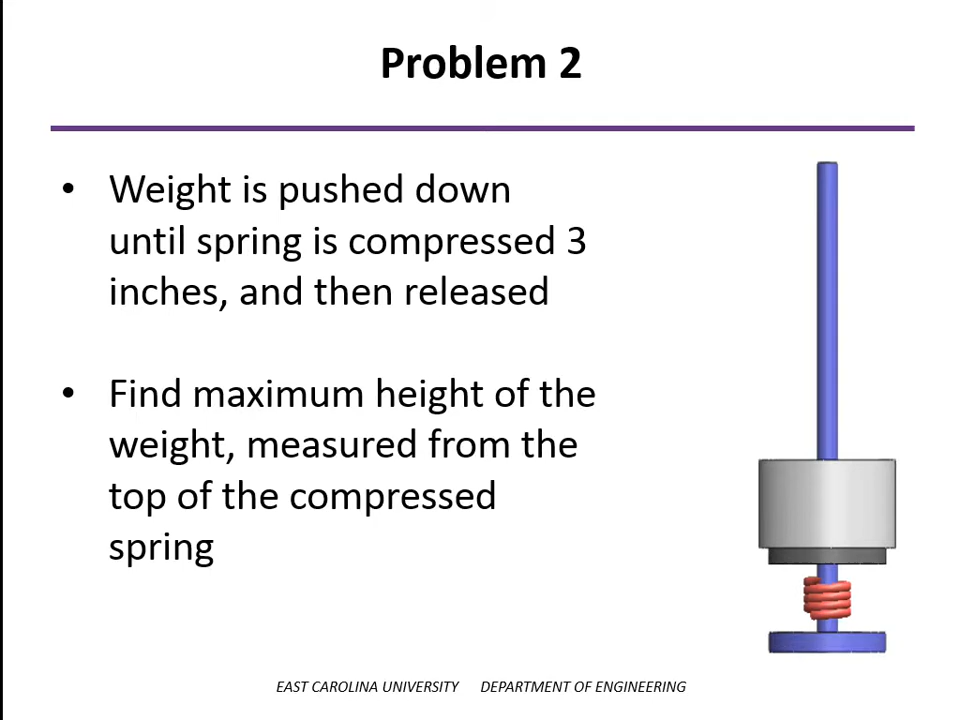 Problem 2
• Weight is pushed down
until spring is compressed 3
inches, and then released
• Find maximum height of the
weight, measured from the
top of the compressed
spring
EAST CAROLINA UNIVERSITY DEPARTMENT OF ENGINEERING